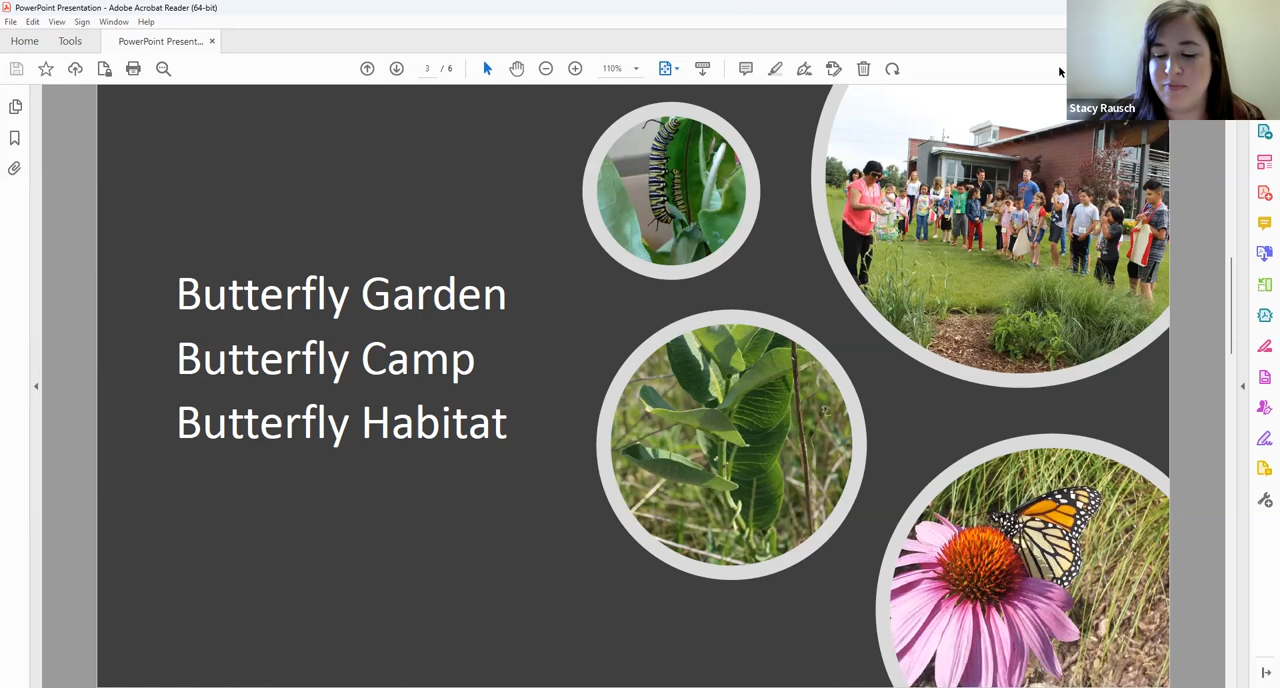 PowerPoint Presentation - Adobe Acrobat Reader (64-bit)
File Edit View Sign Window Help
Home Tools PowerPoint Present... ×
3 / 6 110%
Stacy Rausch
Butterfly Garden
Butterfly Camp
Butterfly Habitat